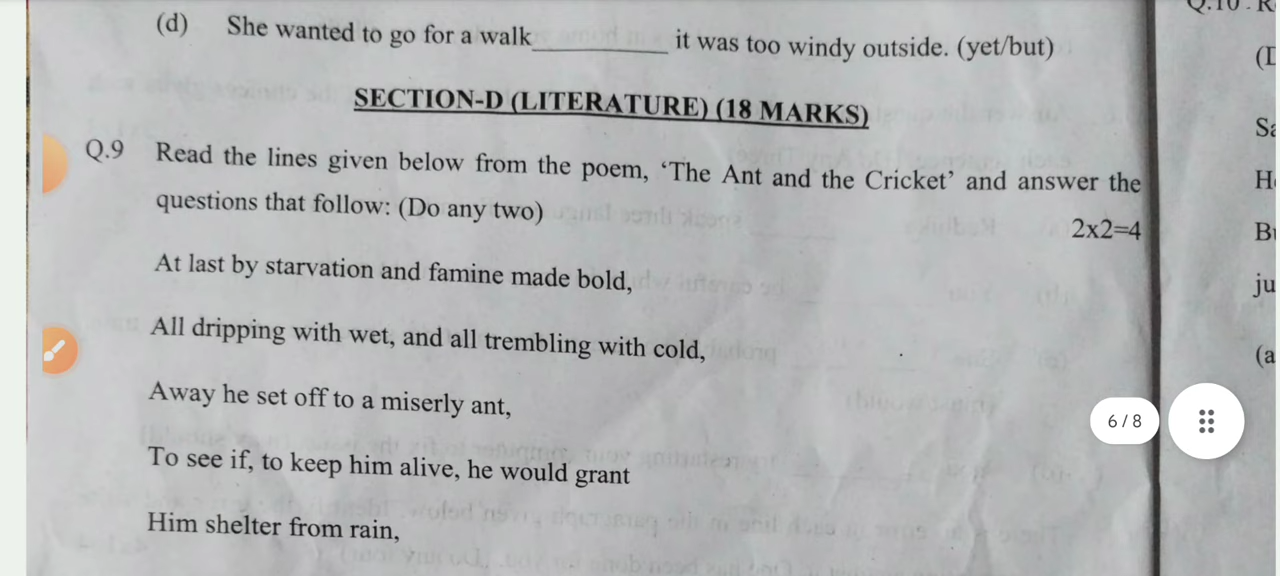 (d) She wanted to go for a walk_________ it was too windy outside. (yet/but)
SECTION-D (LITERATURE) (18 MARKS)
Q.9 Read the lines given below from the poem, ‘The Ant and the Cricket’ and answer the
questions that follow: (Do any two)
2x2=4
At last by starvation and famine made bold,
All dripping with wet, and all trembling with cold,
Away he set off to a miserly ant,
To see if, to keep him alive, he would grant
Him shelter from rain,
6/8
ju
(a